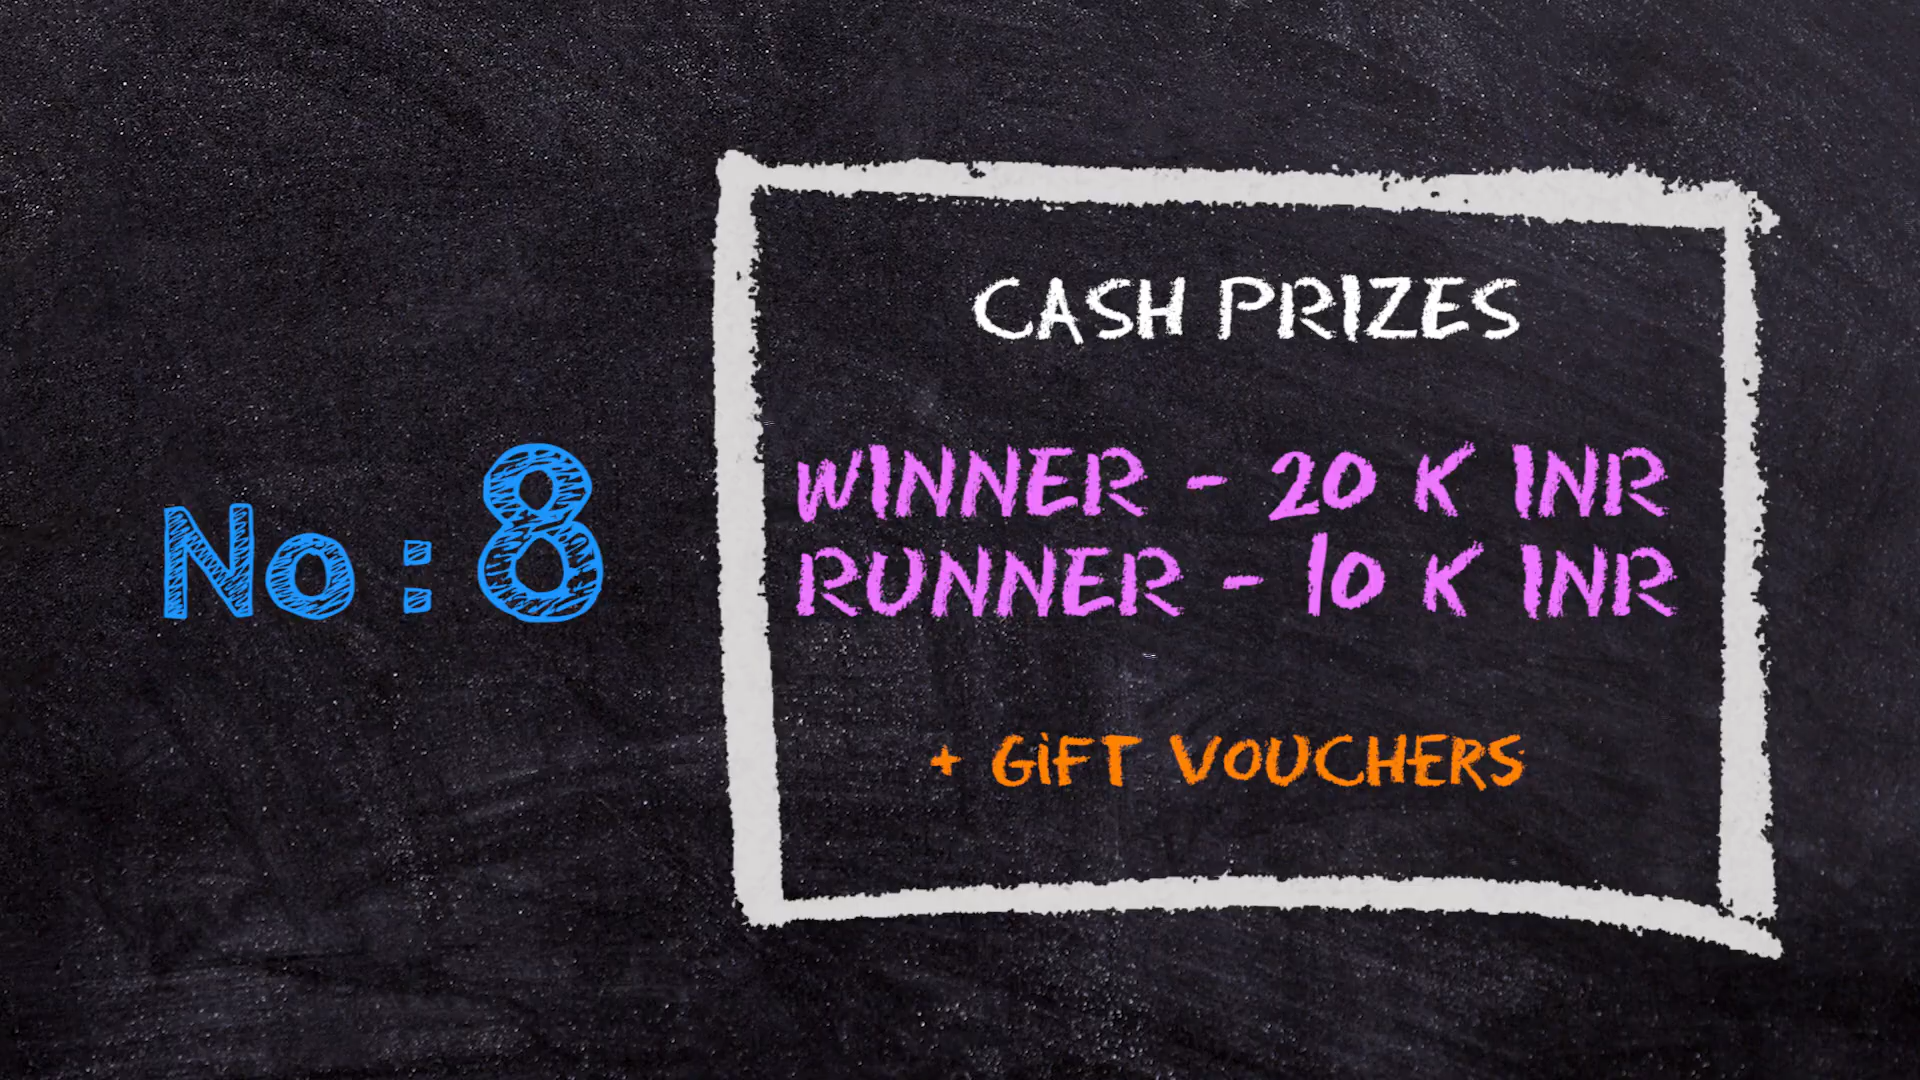 No : 8
CASH PRIZES
WINNER - 20 K INR
RUNNER - 10 K INR
+ GiFT VOUCHERS